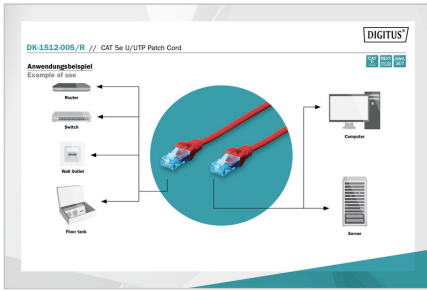 DIGITUS®
DK-1512-005/R // CAT 5e U/UTP Patch Cord
Anwendungsbeispiel
Example of use
Router
Switch
Wall Outlet
Floor tank
Computer
Server